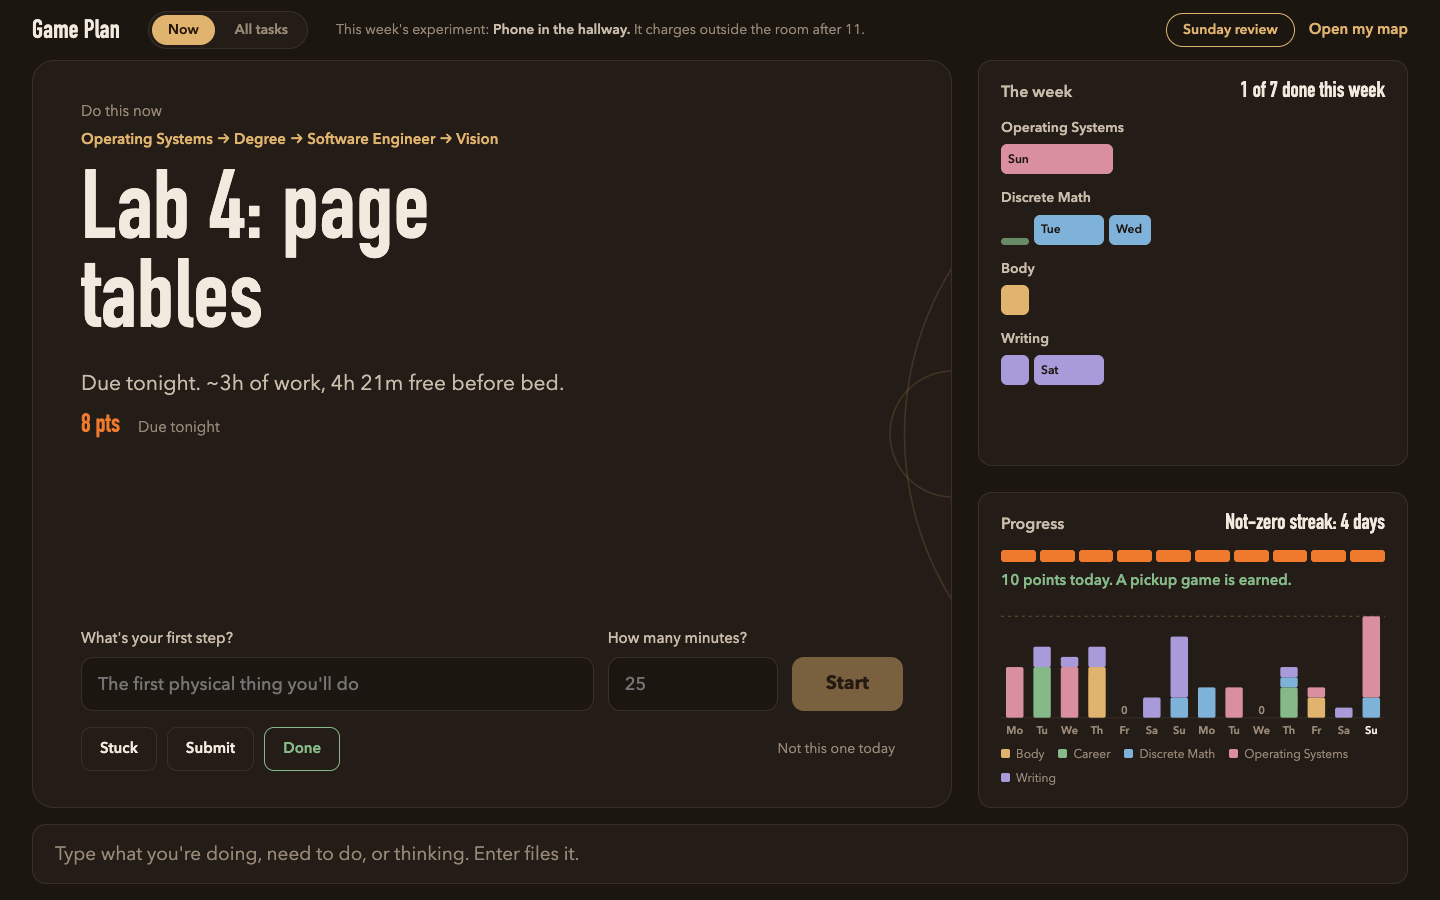 Game Plan
Now
All tasks
This week's experiment: Phone in the hallway. It charges outside the room after 11.
Sunday review
Open my map
Do this now
Operating Systems → Degree → Software Engineer → Vision
Lab 4: page
tables
Due tonight. ~3h of work, 4h 21m free before bed.
8 pts
Due tonight
What's your first step?
How many minutes?
The first physical thing you'll do
25
Start
Stuck
Submit
Done
Not this one today
The week
1 of 7 done this week
Operating Systems
Sun
Discrete Math
Tue
Wed
Body
Writing
Sat
Progress
Not-zero streak: 4 days
10 points today. A pickup game is earned.
0
0
Mo Tu We Th Fr Sa Su Mo Tu We Th Fr Sa Su
Body
Career
Discrete Math
Operating Systems
Writing
Type what you're doing, need to do, or thinking. Enter files it.